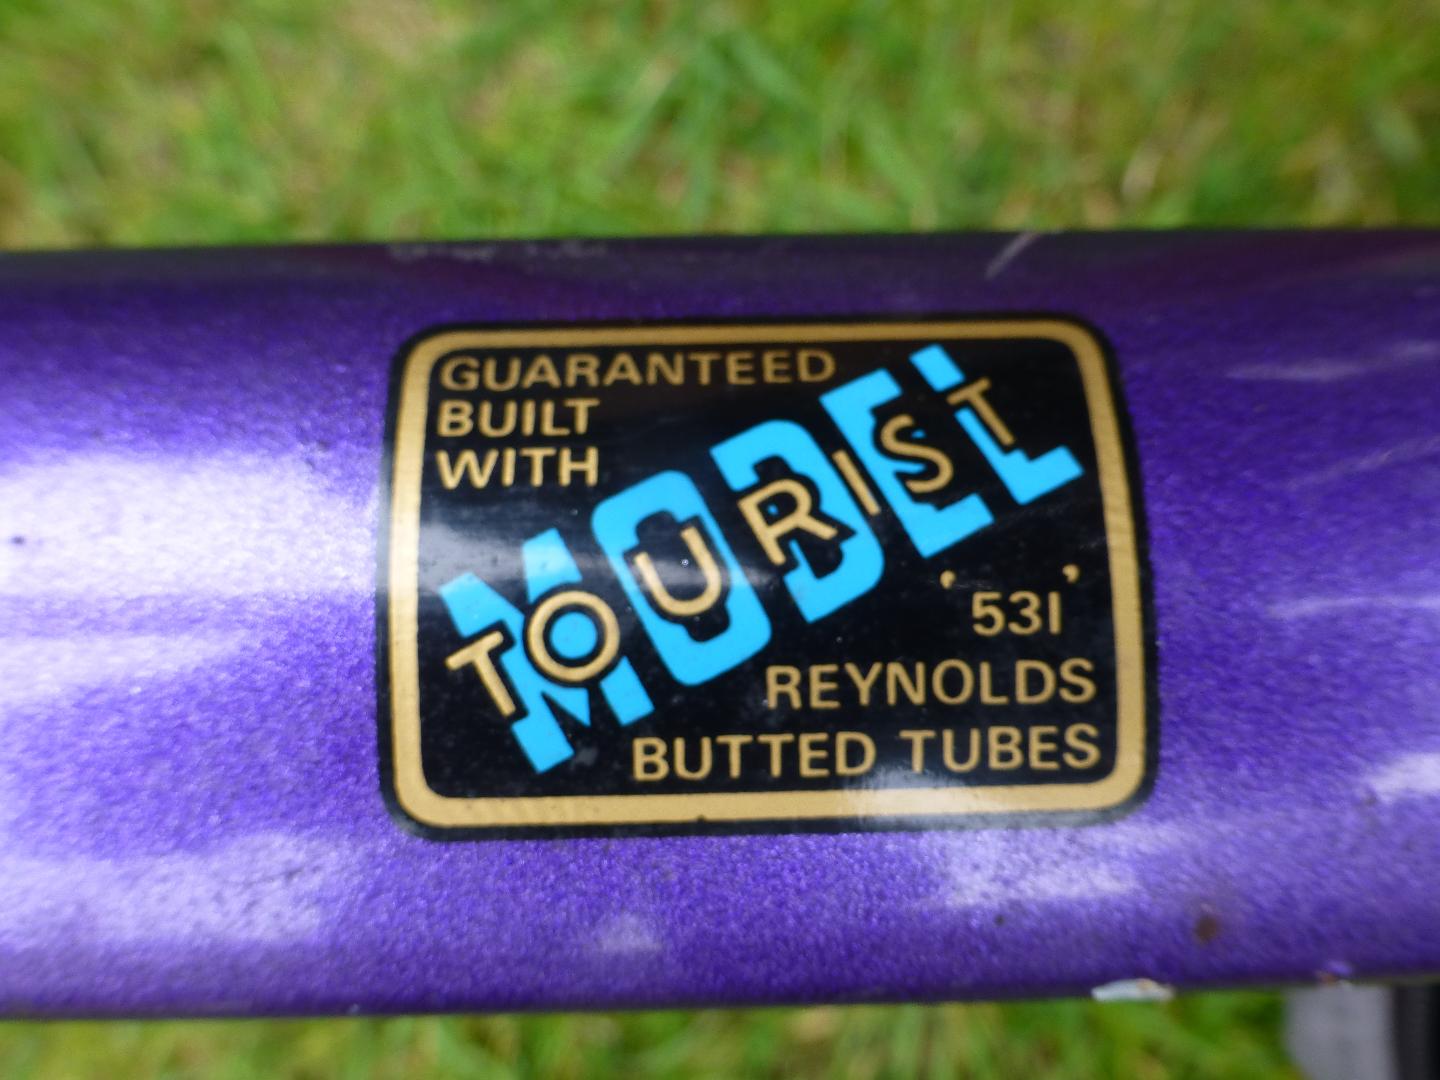 GUARANTEED
BUILT
WITH
MODEL
TOURIST
'531'
REYNOLDS
BUTTED TUBES